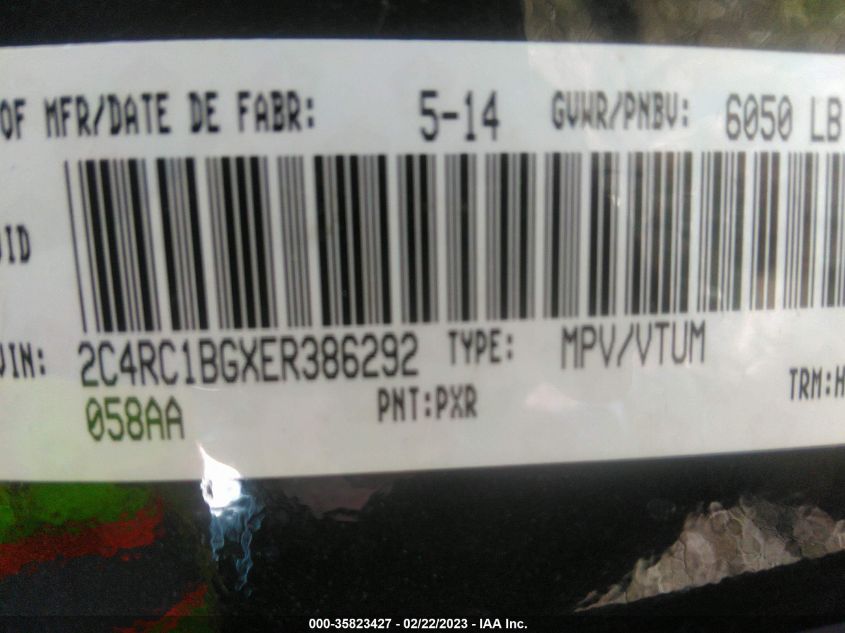 OF MFR/DATE DE FABR: 5-14 GVWR/PNBV: 6050 LB
VIN: 2C4RC1BGXER386292 TYPE: MPV/VTUM
058AA PNT:PXR TRM:H
000-35823427 - 02/22/2023 - IAA Inc.